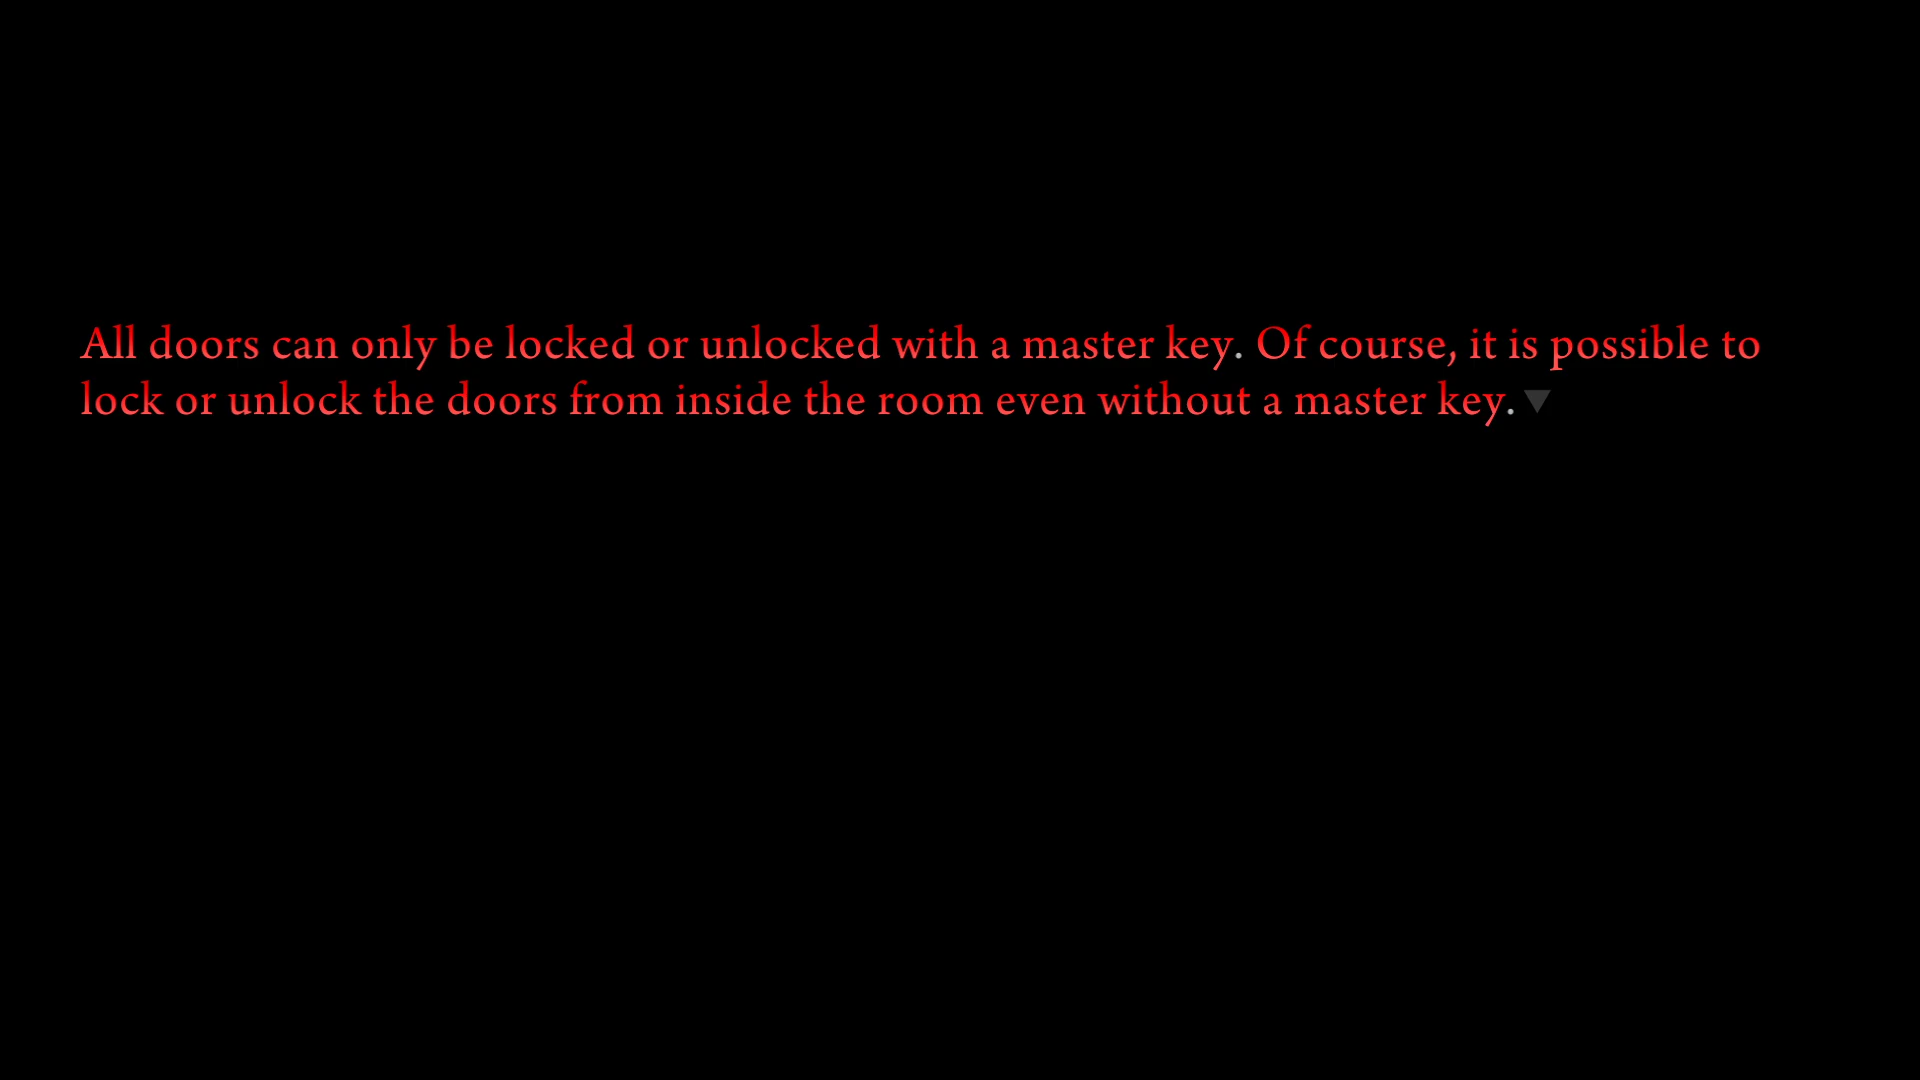 All doors can only be locked or unlocked with a master key. Of course, it is possible to
lock or unlock the doors from inside the room even without a master key.